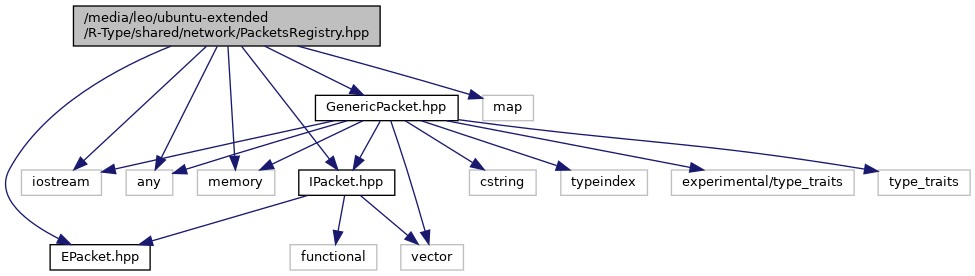 /media/leo/ubuntu-extended
/R-Type/shared/network/PacketsRegistry.hpp
GenericPacket.hpp
map
iostream
any
memory
IPacket.hpp
cstring
typeindex
experimental/type_traits
type_traits
EPacket.hpp
functional
vector